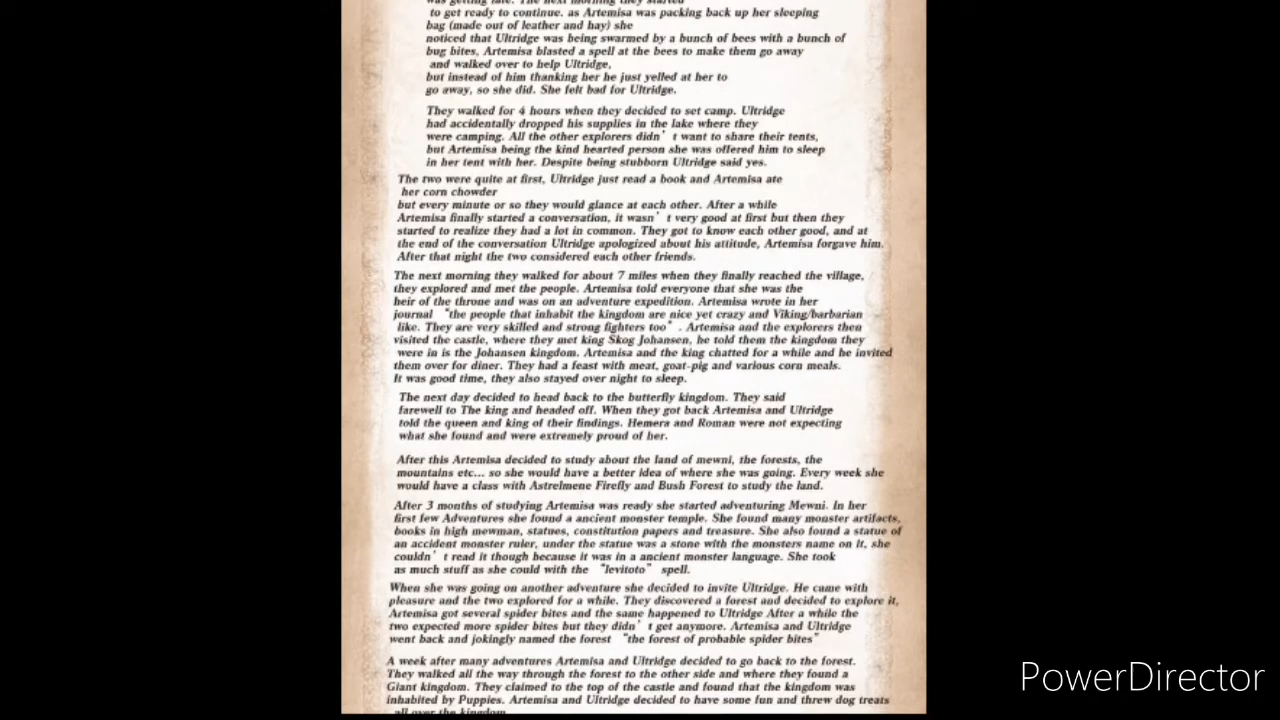 was getting late. The next morning they started
to get ready to continue. as Artemisa was packing back up her sleeping
bag (made out of leather and hay) she
noticed that Ultridge was being swarmed by a bunch of bees with a bunch of
bug bites, Artemisa blasted a spell at the bees to make them go away
and walked over to help Ultridge,
but instead of him thanking her he just yelled at her to
go away, so she did. She felt bad for Ultridge.
They walked for 4 hours when they decided to set camp. Ultridge
had accidentally dropped his supplies in the lake where they
were camping. All the other explorers didn't want to share their tents,
but Artemisa being the kind hearted person she was offered him to sleep
in her tent with her. Despite being stubborn Ultridge said yes.
The two were quite at first, Ultridge just read a book and Artemisa ate
her corn chowder
but every minute or so they would glance at each other. After a while
Artemisa finally started a conversation, it wasn't very good at first but then they
started to realize they had a lot in common. They got to know each other good, and at
the end of the conversation Ultridge apologized about his attitude, Artemisa forgave him.
After that night the two considered each other friends.
The next morning they walked for about 7 miles when they finally reached the village,
they explored and met the people. Artemisa told everyone that she was the
heir of the throne and was on an adventure expedition. Artemisa wrote in her
journal "the people that inhabit the kingdom are nice yet crazy and Viking/barbarian
like. They are very skilled and strong fighters too". Artemisa and the explorers then
visited the castle, where they met king Skog Johansen, he told them the kingdom they
were in is the Johansen kingdom. Artemisa and the king chatted for a while and he invited
them over for diner. They had a feast with meat, goat-pig and various corn meals.
It was good time, they also stayed over night to sleep.
The next day decided to head back to the butterfly kingdom. They said
farewell to The king and headed off. When they got back Artemisa and Ultridge
told the queen and king of their findings. Hemera and Roman were not expecting
what she found and were extremely proud of her.
After this Artemisa decided to study about the land of mewni, the forests, the
mountains etc... so she would have a better idea of where she was going. Every week she
would have a class with Astrelmene Firefly and Bush Forest to study the land.
After 3 months of studying Artemisa was ready she started adventuring Mewni. In her
first few Adventures she found a ancient monster temple. She found many monster artifacts,
books in high mewman, statues, constitution papers and treasure. She also found a statue of
an accident monster ruler, under the statue was a stone with the monsters name on it, she
couldn't read it though because it was in a ancient monster language. She took
as much stuff as she could with the "levitoto" spell.
When she was going on another adventure she decided to invite Ultridge. He came with
pleasure and the two explored for a while. They discovered a forest and decided to explore it,
Artemisa got several spider bites and the same happened to Ultridge After a while the
two expected more spider bites but they didn't get anymore. Artemisa and Ultridge
went back and jokingly named the forest "the forest of probable spider bites"
A week after many adventures Artemisa and Ultridge decided to go back to the forest.
They walked all the way through the forest to the other side and where they found a
Giant kingdom. They claimed to the top of the castle and found that the kingdom was
inhabited by Puppies. Artemisa and Ultridge decided to have some fun and threw dog treats
all over the kingdom
PowerDirector